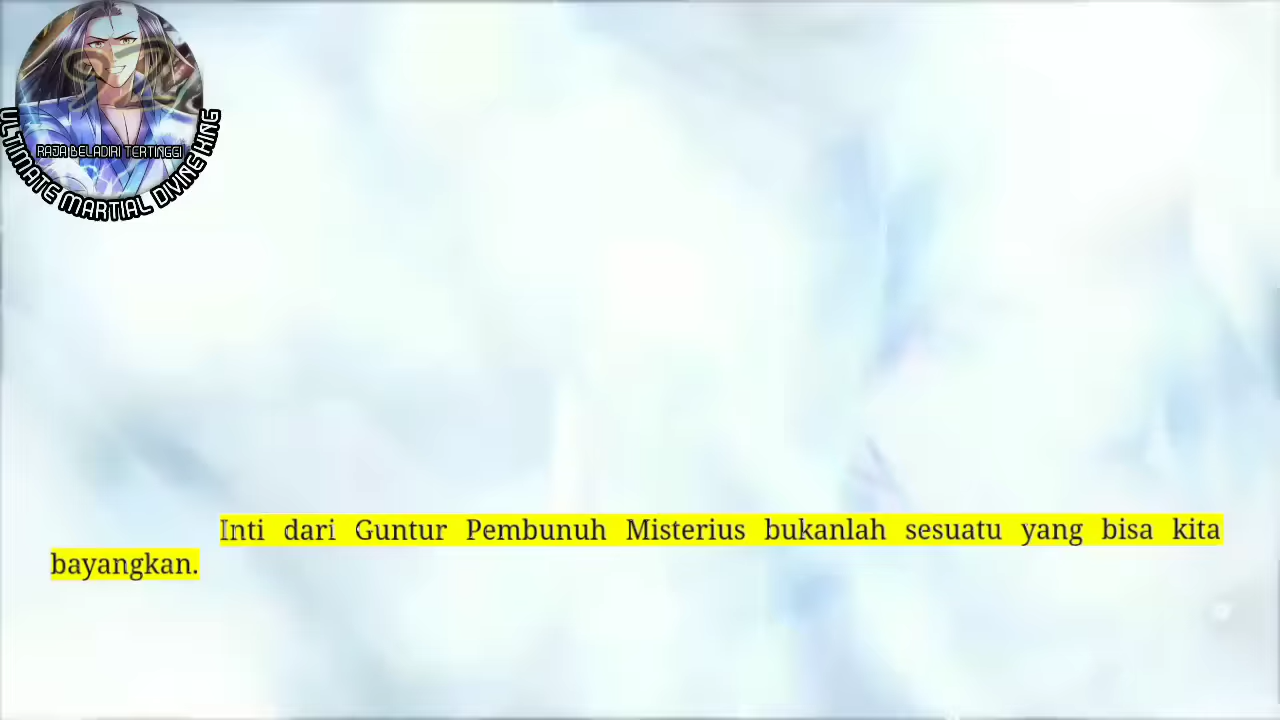 RAJA BELADIRI TERTINGGI
ULTIMATE MARTIAL DIVINE KING
Inti dari Guntur Pembunuh Misterius bukanlah sesuatu yang bisa kita
bayangkan.